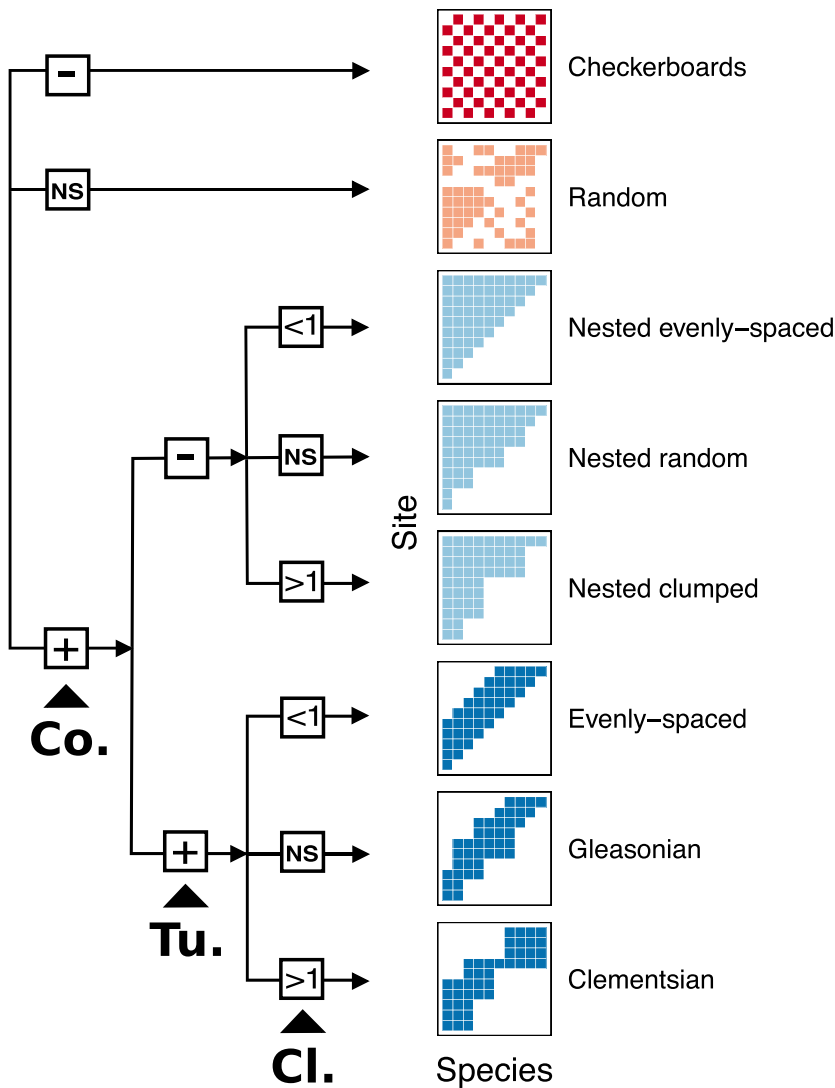 -
Checkerboards
NS
Random
<1
Nested evenly-spaced
-
NS
Nested random
Site
>1
Nested clumped
+
Co.
<1
Evenly-spaced
+
NS
Gleasonian
Tu.
>1
Clementsian
Cl.
Species